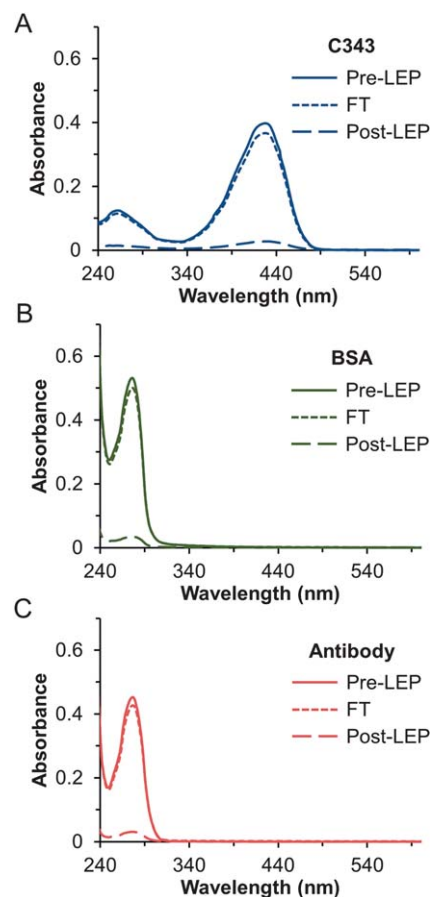 A
C343
0.6
Pre-LEP
FT
Post-LEP
0.4
0.2
0
Absorbance
240 340 440 540
Wavelength (nm)
B
BSA
0.6
Pre-LEP
FT
Post-LEP
0.4
0.2
0
Absorbance
240 340 440 540
Wavelength (nm)
C
Antibody
0.6
Pre-LEP
FT
Post-LEP
0.4
0.2
0
Absorbance
240 340 440 540
Wavelength (nm)